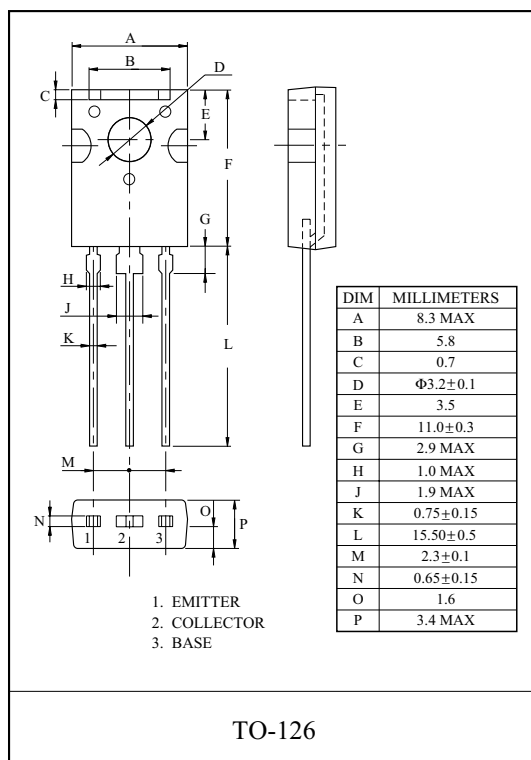 A
B
D
C
E
F
G
H
J
K
L
M
N
O
P
1 2 3
1. EMITTER
2. COLLECTOR
3. BASE
DIM MILLIMETERS
A 8.3 MAX
B 5.8
C 0.7
D Φ3.2±0.1
E 3.5
F 11.0±0.3
G 2.9 MAX
H 1.0 MAX
J 1.9 MAX
K 0.75±0.15
L 15.50±0.5
M 2.3±0.1
N 0.65±0.15
O 1.6
P 3.4 MAX
TO-126